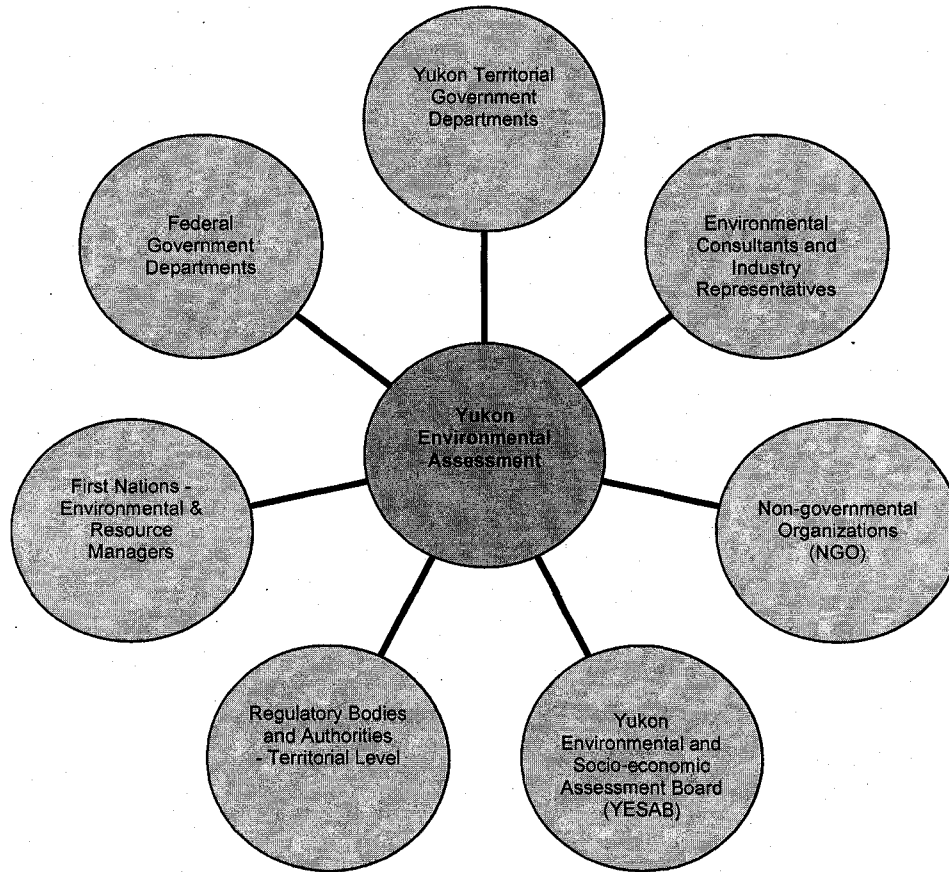 Yukon Territorial
Government
Departments
Federal
Government
Departments
Environmental
Consultants and
Industry
Representatives
Yukon
Environmental
Assessment
First Nations -
Environmental &
Resource
Managers
Non-governmental
Organizations
(NGO)
Regulatory Bodies
and Authorities
- Territorial Level
Yukon
Environmental and
Socio-economic
Assessment Board
(YESAB)